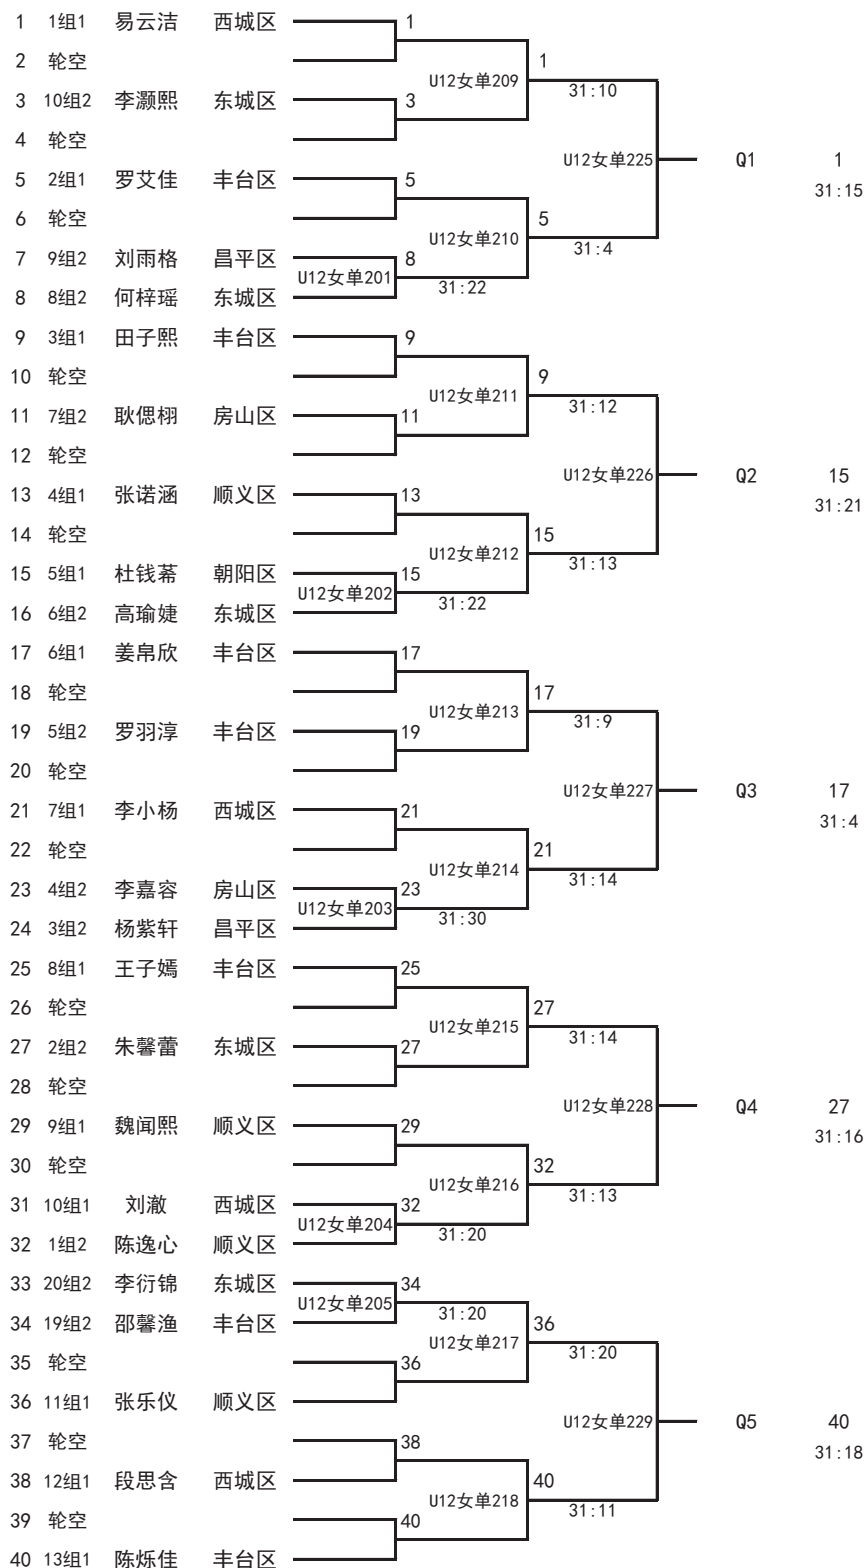 1 1组1 易云洁 西城区 1
2 轮空 U12女单209 1 31:10
3 10组2 李灏熙 东城区 3
4 轮空 U12女单225 Q1 1 31:15
5 2组1 罗艾佳 丰台区 5
6 轮空 U12女单210 5 31:4
7 9组2 刘雨格 昌平区 U12女单201 8 31:22
8 8组2 何梓瑶 东城区
9 3组1 田子熙 丰台区 9
10 轮空 U12女单211 9 31:12
11 7组2 耿偲栩 房山区 11
12 轮空 U12女单226 Q2 15 31:21
13 4组1 张诺涵 顺义区 13
14 轮空 U12女单212 15 31:13
15 5组1 杜钱蓦 朝阳区 U12女单202 15 31:22
16 6组2 高瑜婕 东城区
17 6组1 姜帛欣 丰台区 17
18 轮空 U12女单213 17 31:9
19 5组2 罗羽淳 丰台区 19
20 轮空 U12女单227 Q3 17 31:4
21 7组1 李小杨 西城区 21
22 轮空 U12女单214 21 31:14
23 4组2 李嘉容 房山区 U12女单203 23 31:30
24 3组2 杨紫轩 昌平区
25 8组1 王子嫣 丰台区 25
26 轮空 U12女单215 27 31:14
27 2组2 朱馨蕾 东城区 27
28 轮空 U12女单228 Q4 27 31:16
29 9组1 魏闻熙 顺义区 29
30 轮空 U12女单216 32 31:13
31 10组1 刘澈 西城区 U12女单204 32 31:20
32 1组2 陈逸心 顺义区
33 20组2 李衍锦 东城区 U12女单205 34 31:20
34 19组2 邵馨渔 丰台区 U12女单217 36 31:20
35 轮空 36
36 11组1 张乐仪 顺义区 U12女单229 Q5 40 31:18
37 轮空 38
38 12组1 段思含 西城区 U12女单218 40 31:11
39 轮空 40
40 13组1 陈烁佳 丰台区